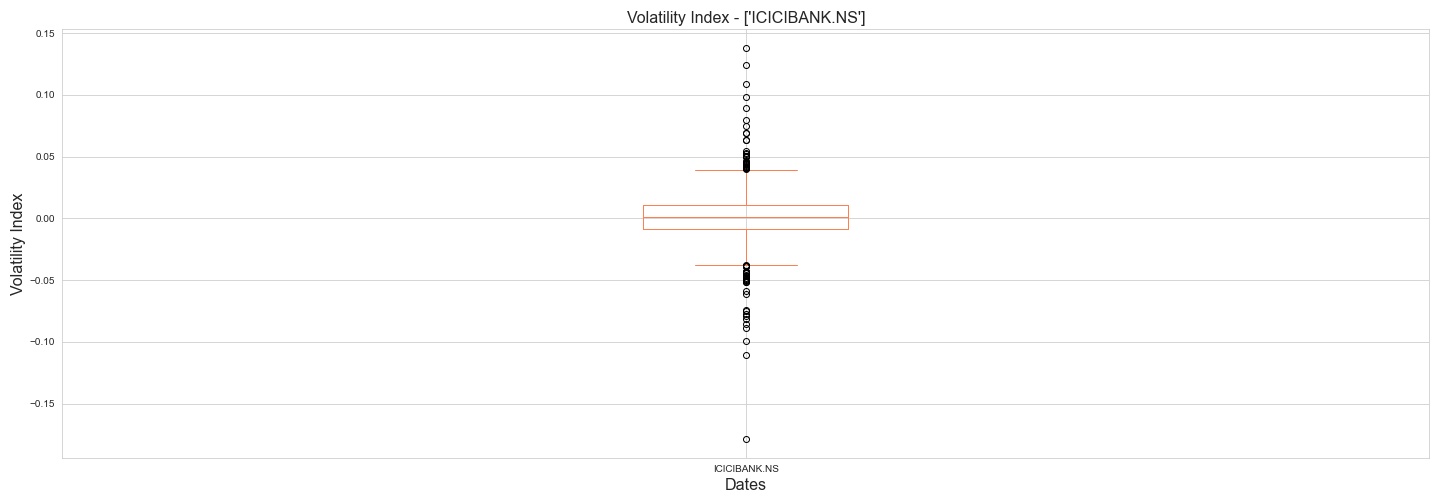 Volatility Index - ['ICICIBANK.NS']
0.15
0.10
0.05
0.00
−0.05
−0.10
−0.15
Volatility Index
ICICIBANK.NS
Dates